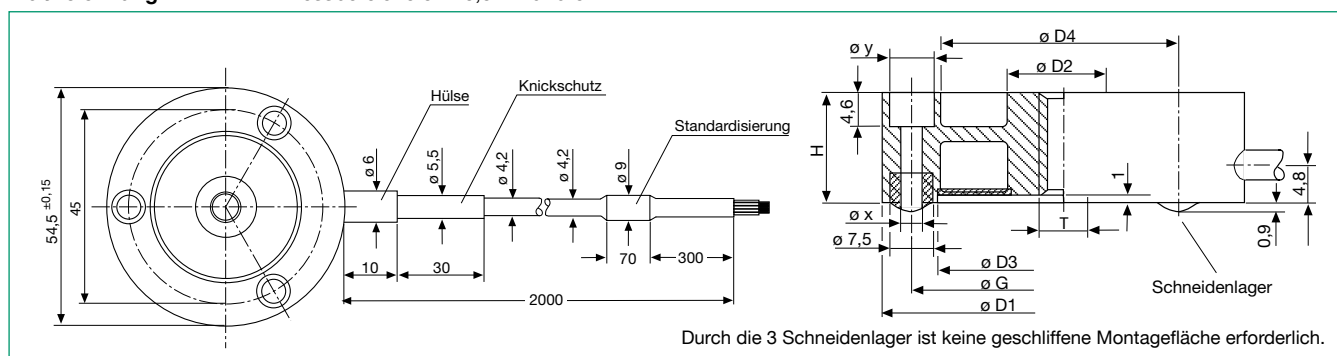 Hülse
Knickschutz
Standardisierung
54,5 ±0,15
45
ø 6
ø 5,5
ø 4,2
ø 4,2
ø 9
10
30
70
300
2000
ø y
ø D4
ø D2
4,6
H
ø x
ø 7,5
T
1
4,8
0,9
ø D3
ø G
ø D1
Schneidenlager
Durch die 3 Schneidenlager ist keine geschliffene Montagefläche erforderlich.